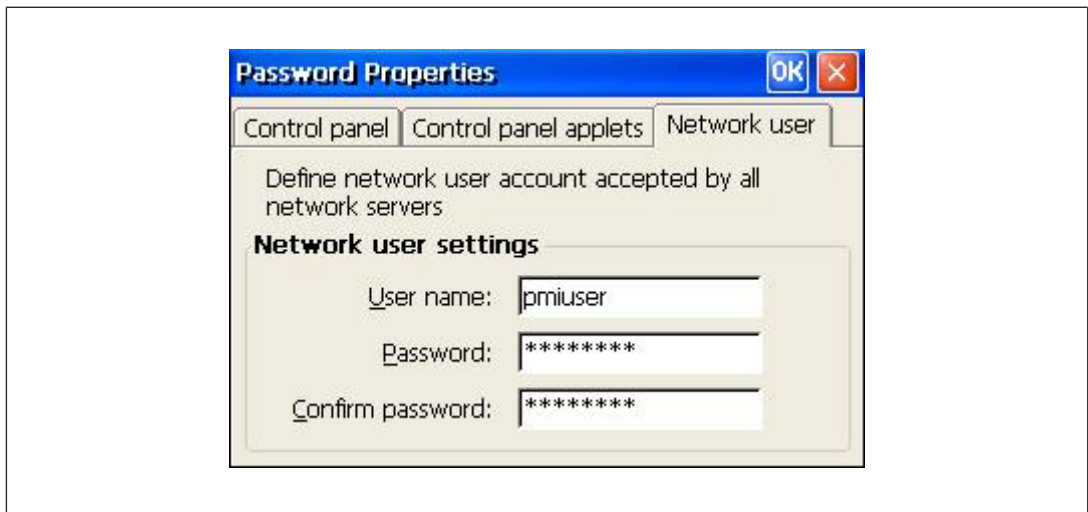 Password Properties OK
Control panel Control panel applets Network user
Define network user account accepted by all
network servers
Network user settings
User name: pmiuser
Password: ********
Confirm password: ********